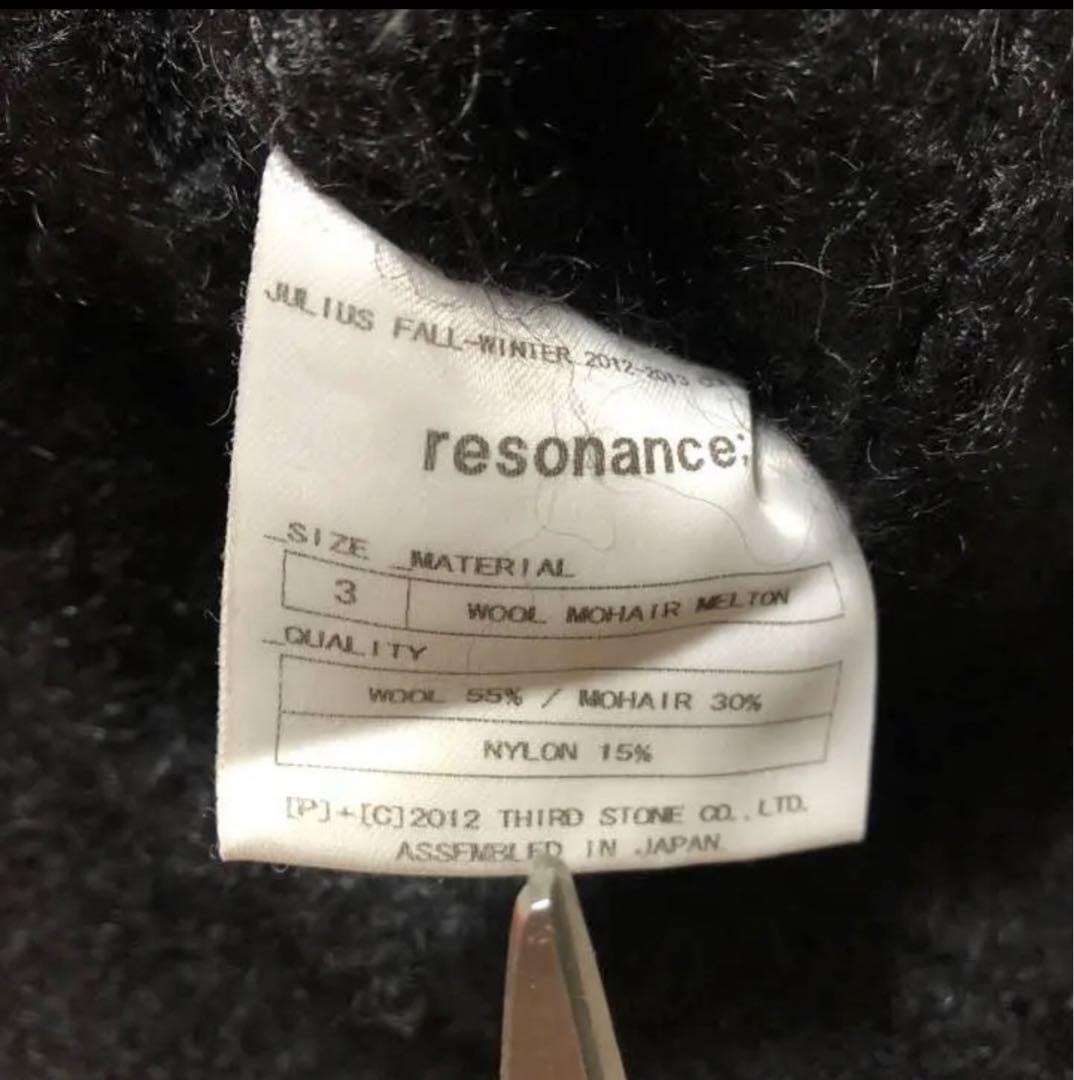 JULIUS FALL-WINTER 2012-2013
resonance;
_SIZE _MATERIAL
3 WOOL MOHAIR MELTON
_QUALITY
WOOL 55% / MOHAIR 30%
NYLON 15%
[P]+[C]2012 THIRD STONE CO.,LTD.
ASSEMBLED IN JAPAN